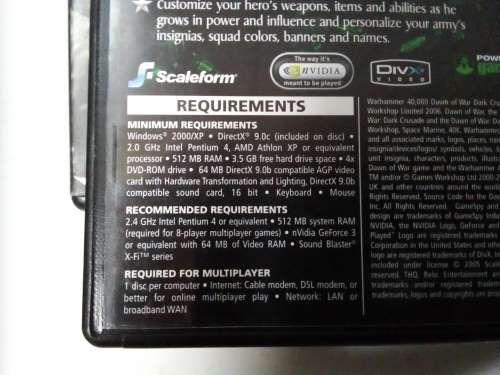 Customize your hero's weapons, items and abilities as he
grows in power and influence and personalize your army's
insignias, squad colors, banners and names.
Scaleform
The way it's
NVIDIA
meant to be played
DivX
VIDEO
POW
REQUIREMENTS
MINIMUM REQUIREMENTS
Windows® 2000/XP • DirectX® 9.0c (included on disc) •
2.0 GHz Intel Pentium 4, AMD Athlon XP or equivalent
processor • 512 MB RAM • 3.5 GB free hard drive space • 4x
DVD-ROM drive • 64 MB DirectX 9.0b compatible AGP video
card with Hardware Transformation and Lighting, DirectX 9.0b
compatible sound card, 16 bit • Keyboard • Mouse
RECOMMENDED REQUIREMENTS
2.4 GHz Intel Pentium 4 or equivalent • 512 MB system RAM
(required for 8-player multiplayer games) • nVidia GeForce 3
or equivalent with 64 MB of Video RAM • Sound Blaster®
X-Fi™ series
REQUIRED FOR MULTIPLAYER
1 disc per computer • Internet: Cable modem, DSL modem, or
better for online multiplayer play • Network: LAN or
broadband WAN
Warhammer 40,000 Dawn of War Dark Cru
Workshop Limited 2006. Dawn of War, the
War: Dark Crusade and the Dawn of War: Da
Workshop, Space Marine, 40K, Warhamm
and all associated marks, logos, places, nam
insignia/devices/logos/ symbols, vehicles, l
unit insignia, characters, products, illustra
Dawn of War game and the Warhammer 4
TM and/or © Games Workshop Ltd 2000-2
UK and other countries around the world
Rights Reserved. Source Code for the Do
Inc. All Rights Reserved. GameSpy and
design are trademarks of GameSpy Indus
NVIDIA, the NVIDIA Logo, GeForce and
Played" Logo are registered trademark
Corporation in the United States and othe
logo are registered trademarks of DivX, In
included under license © 2005 Scale
reserved. THQ, Relic Entertainment an
trademarks and/or registered tradem
trademarks, logos and copyrights are pro